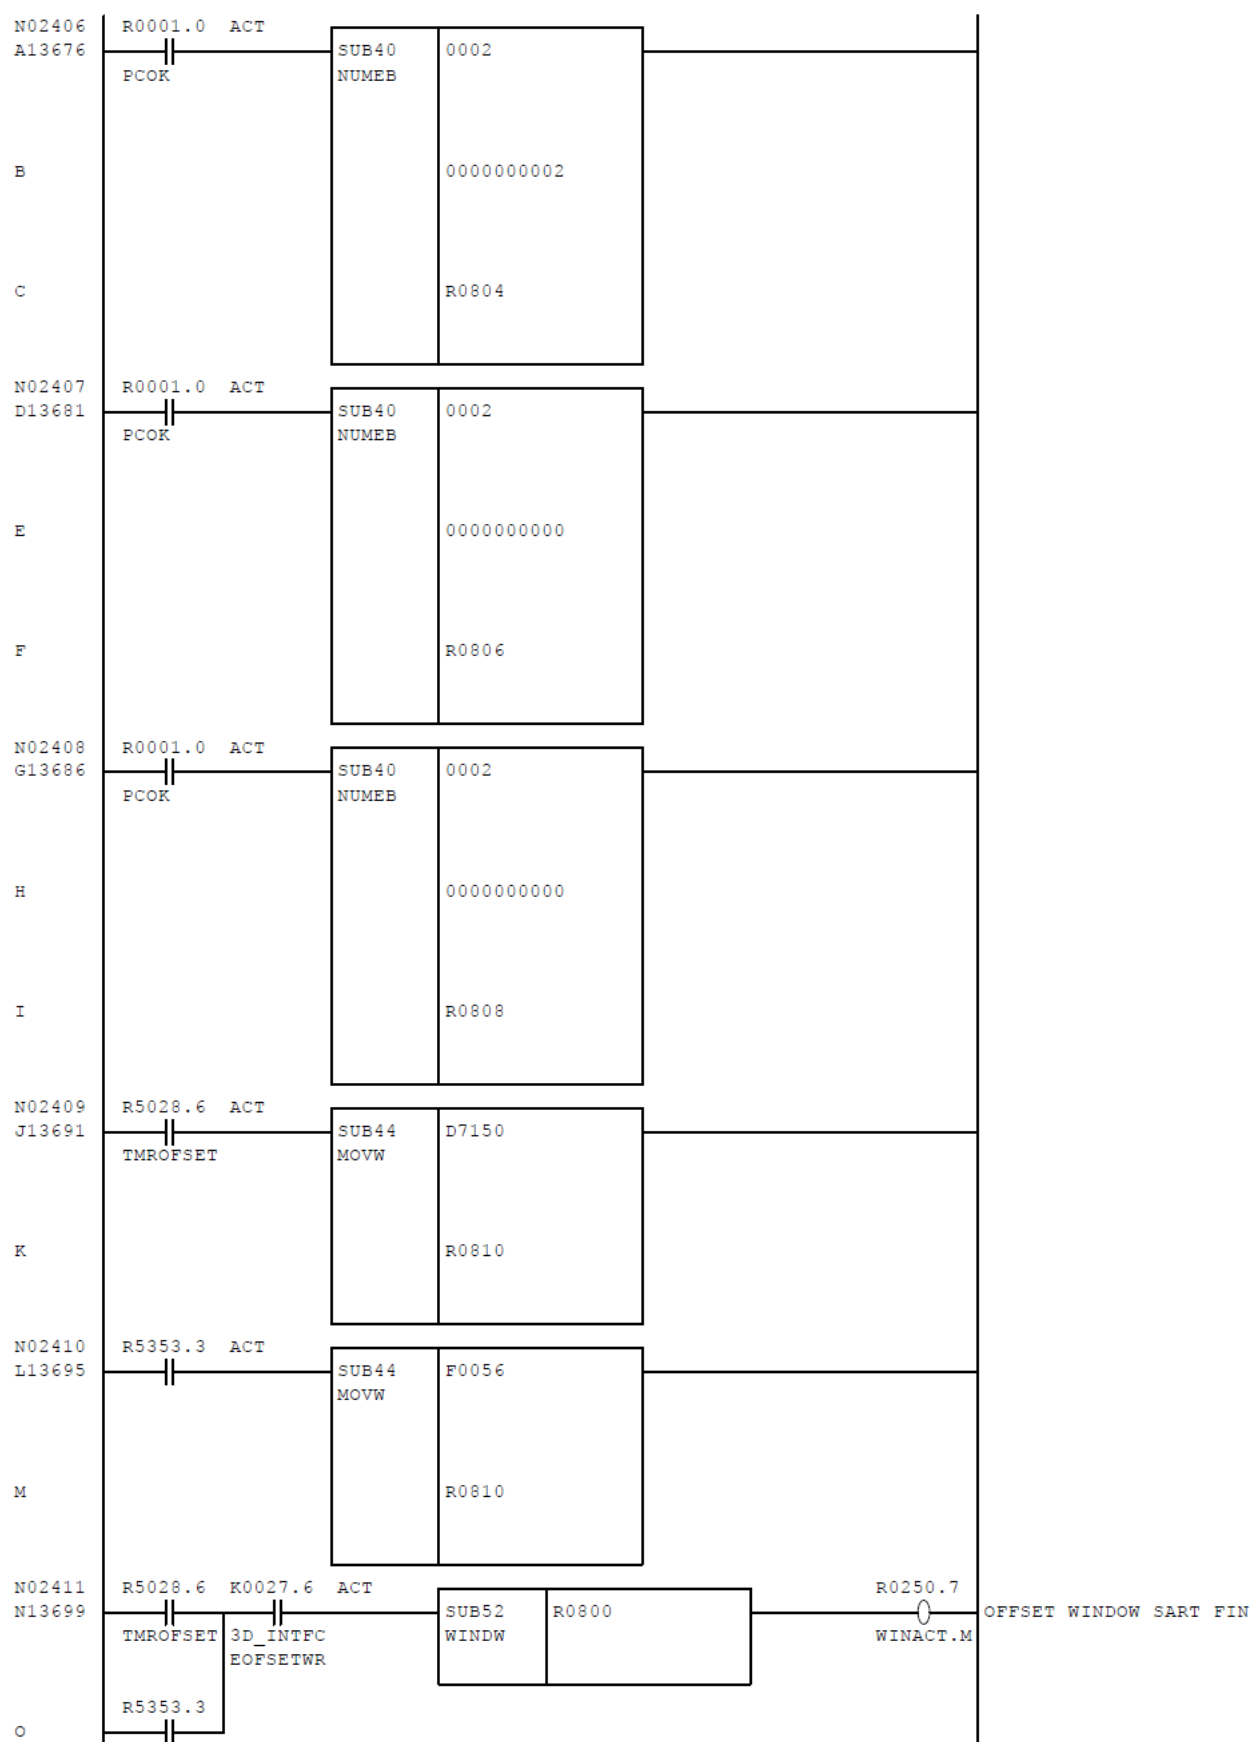 N02406 R0001.0 ACT
A13676 SUB40 0002
PCOK NUMEB
B 0000000002
C R0804
N02407 R0001.0 ACT
D13681 SUB40 0002
PCOK NUMEB
E 0000000000
F R0806
N02408 R0001.0 ACT
G13686 SUB40 0002
PCOK NUMEB
H 0000000000
I R0808
N02409 R5028.6 ACT
J13691 SUB44 D7150
TMROFSET MOVW
K R0810
N02410 R5353.3 ACT
L13695 SUB44 F0056
MOVW
M R0810
N02411 R5028.6 K0027.6 ACT R0250.7
N13699 SUB52 R0800 OFFSET WINDOW SART FIN
TMROFSET 3D_INTFC WINDW WINACT.M
EOFSETWR
R5353.3
O